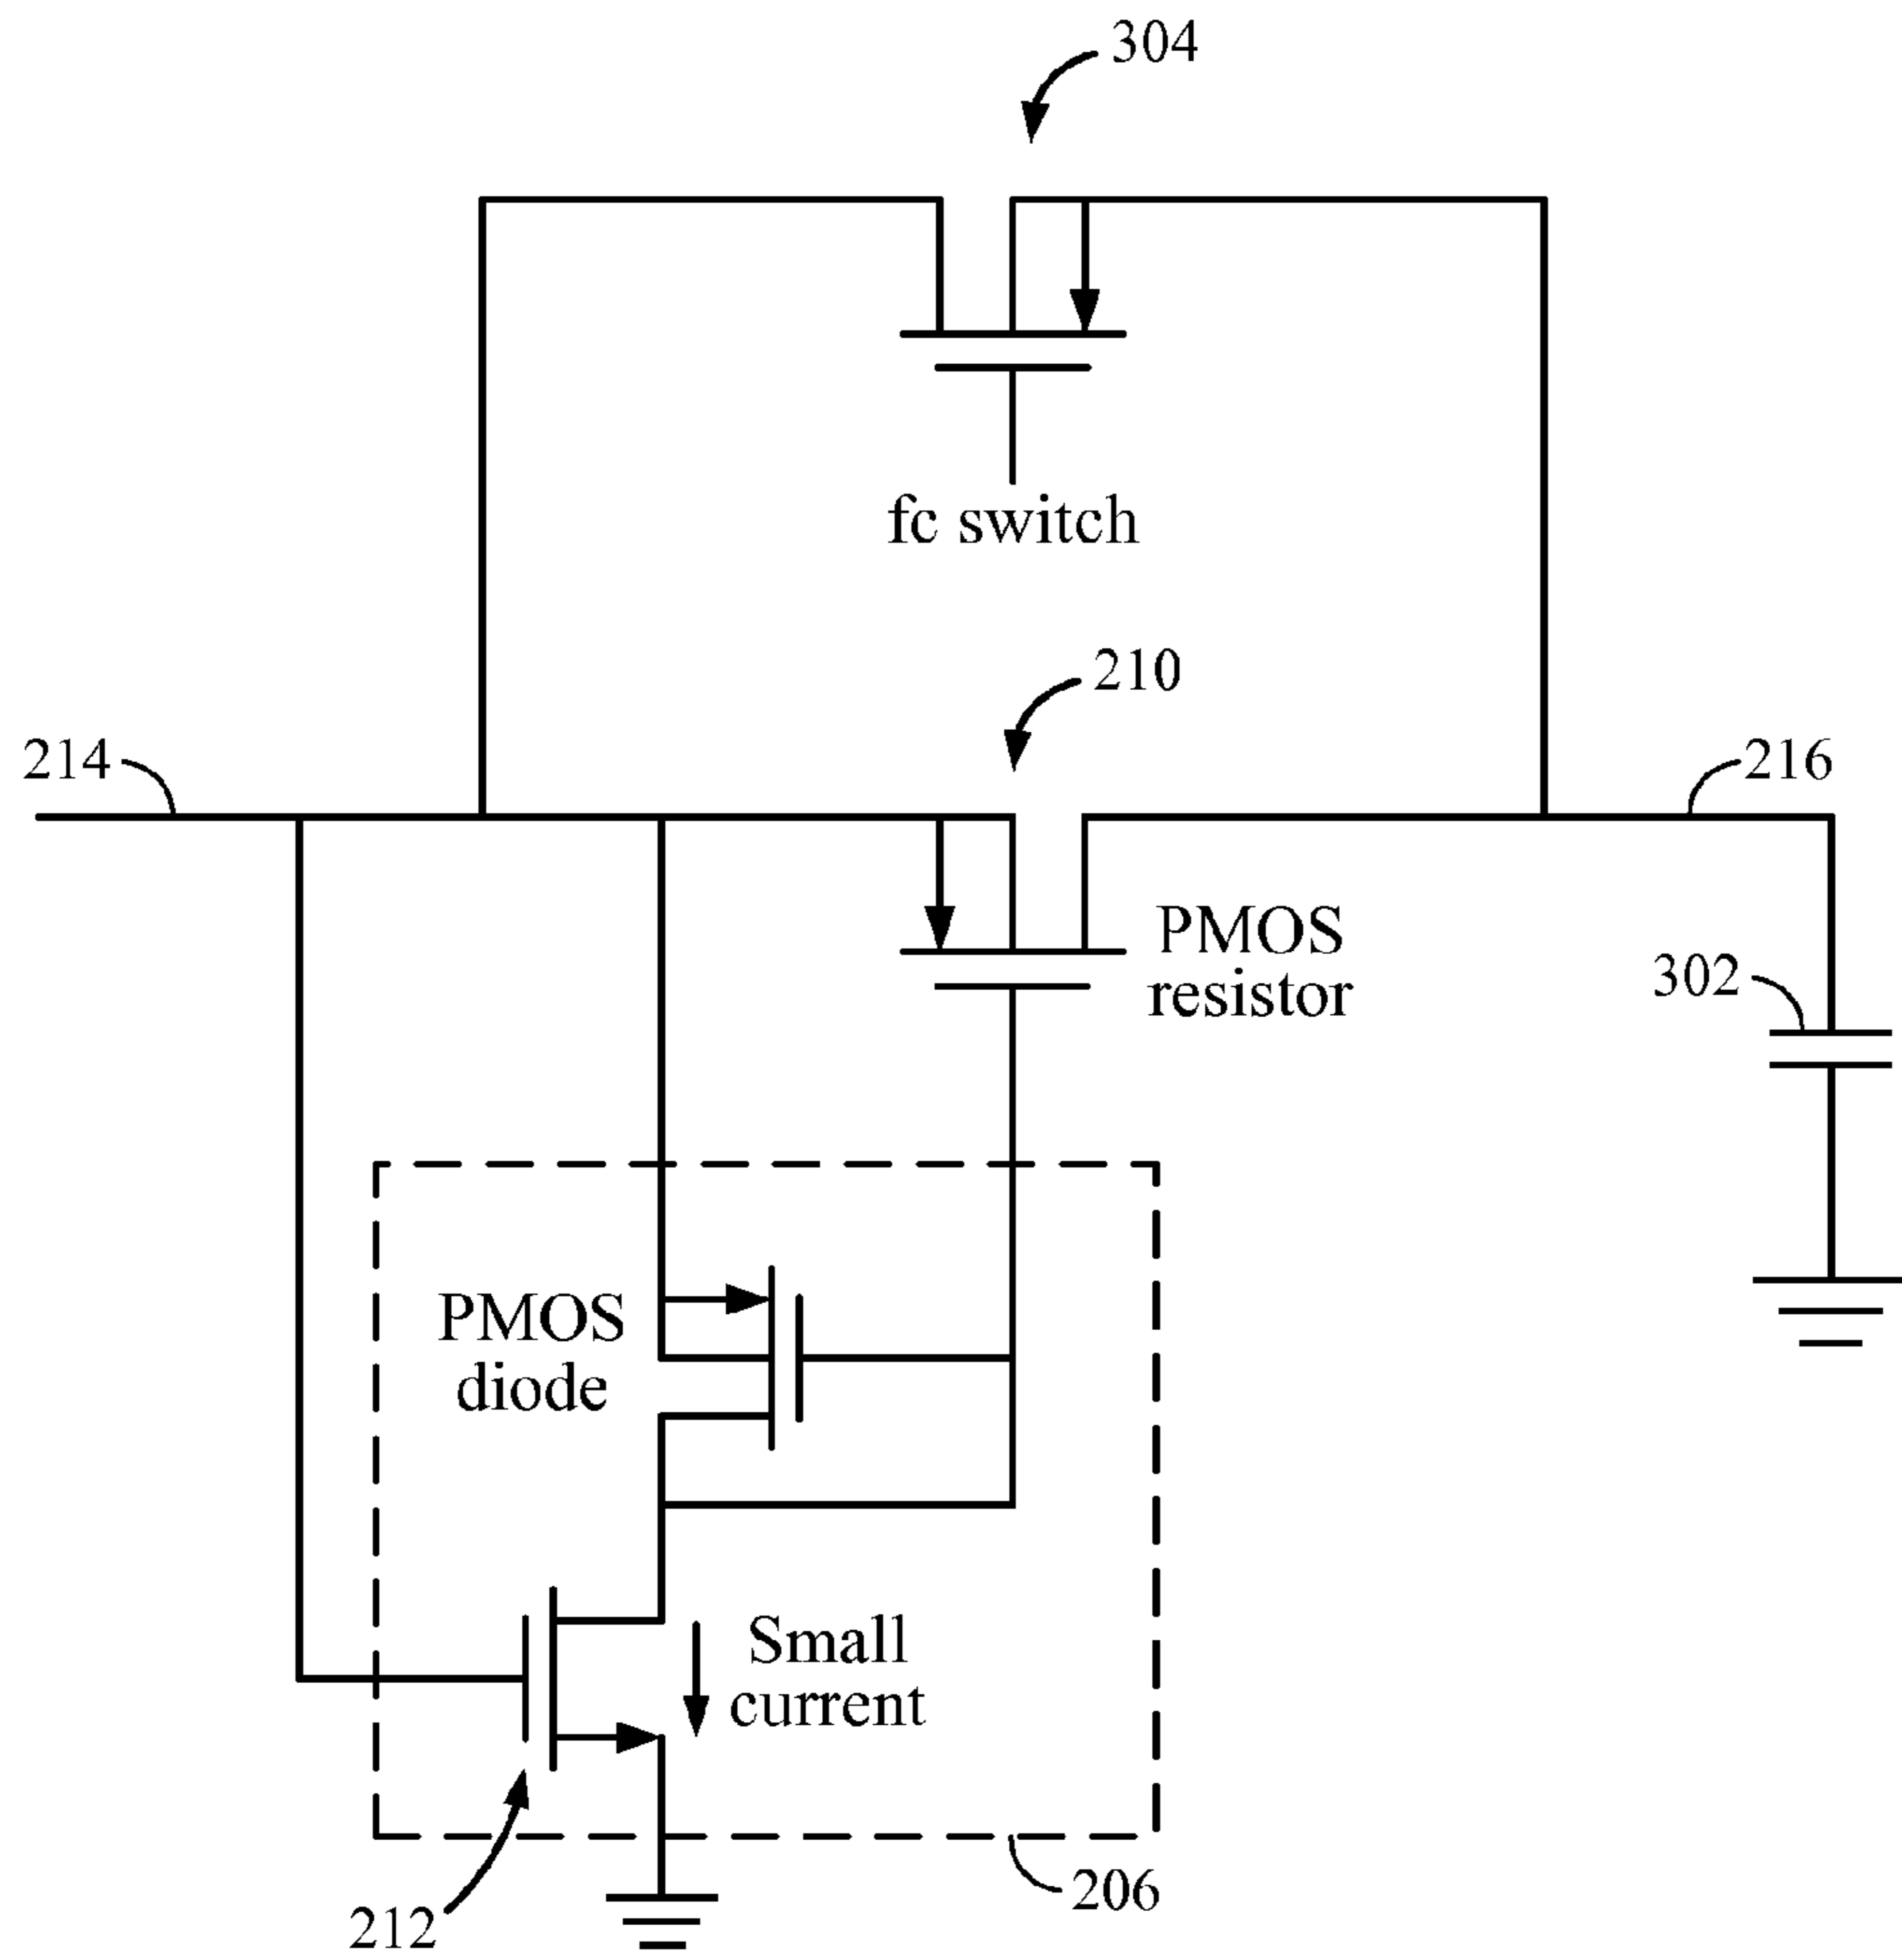 304
fc switch
210
214
216
PMOS
resistor
302
PMOS
diode
Small
current
206
212